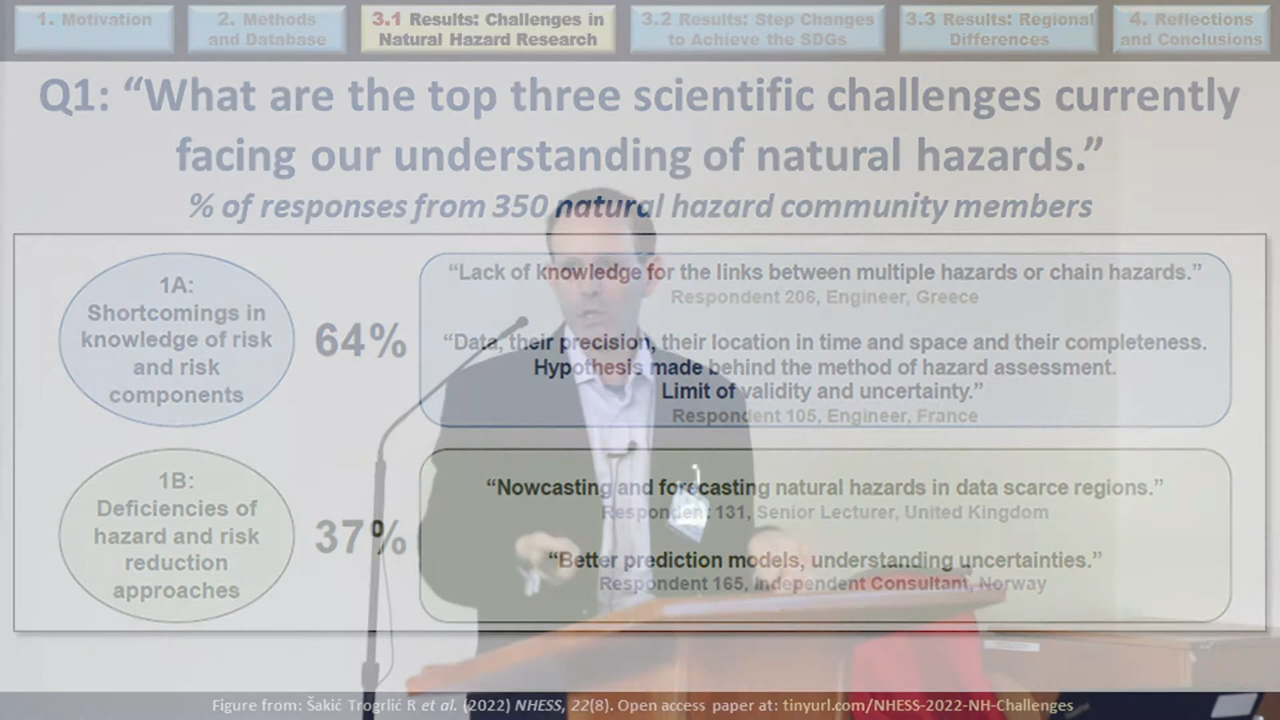 1. Motivation
2. Methods
and Database
3.1 Results: Challenges in
Natural Hazard Research
3.2 Results: Step Changes
to Achieve the SDGs
3.3 Results: Regional
Differences
4. Reflections
and Conclusions
Q1: “What are the top three scientific challenges currently
facing our understanding of natural hazards.”
% of responses from 350 natural hazard community members
1A:
Shortcomings in
knowledge of risk
and risk
components
64%
“Lack of knowledge for the links between multiple hazards or chain hazards.”
Respondent 206, Engineer, Greece
“Data, their precision, their location in time and space and their completeness.
Hypothesis made behind the method of hazard assessment.
Limit of validity and uncertainty.”
Respondent 105, Engineer, France
1B:
Deficiencies of
hazard and risk
reduction
approaches
37%
“Nowcasting and forecasting natural hazards in data scarce regions.”
Respondent 131, Senior Lecturer, United Kingdom
“Better prediction models, understanding uncertainties.”
Respondent 165, Independent Consultant, Norway
Figure from: Šakić Trogrlić R et al. (2022) NHESS, 22(8). Open access paper at: tinyurl.com/NHESS-2022-NH-Challenges